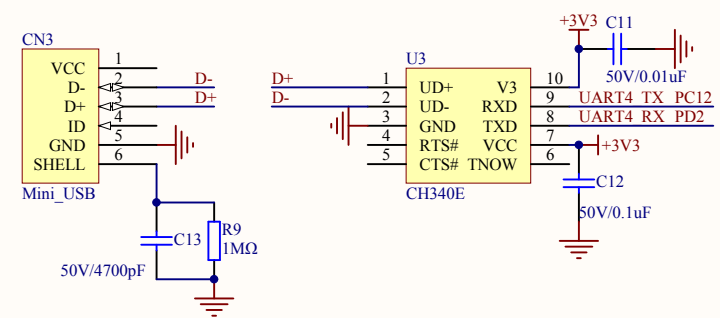 CN3
VCC 1
D- 2
D+ 3
ID 4
GND 5
SHELL 6
Mini_USB
D-
D+
C13
50V/4700pF
R9
1MΩ
D+
D-
U3
1 UD+ V3 10
2 UD- RXD 9
3 GND TXD 8
4 RTS# VCC 7
5 CTS# TNOW 6
CH340E
+3V3
C11
50V/0.01uF
UART4_TX_PC12
UART4_RX_PD2
+3V3
C12
50V/0.1uF